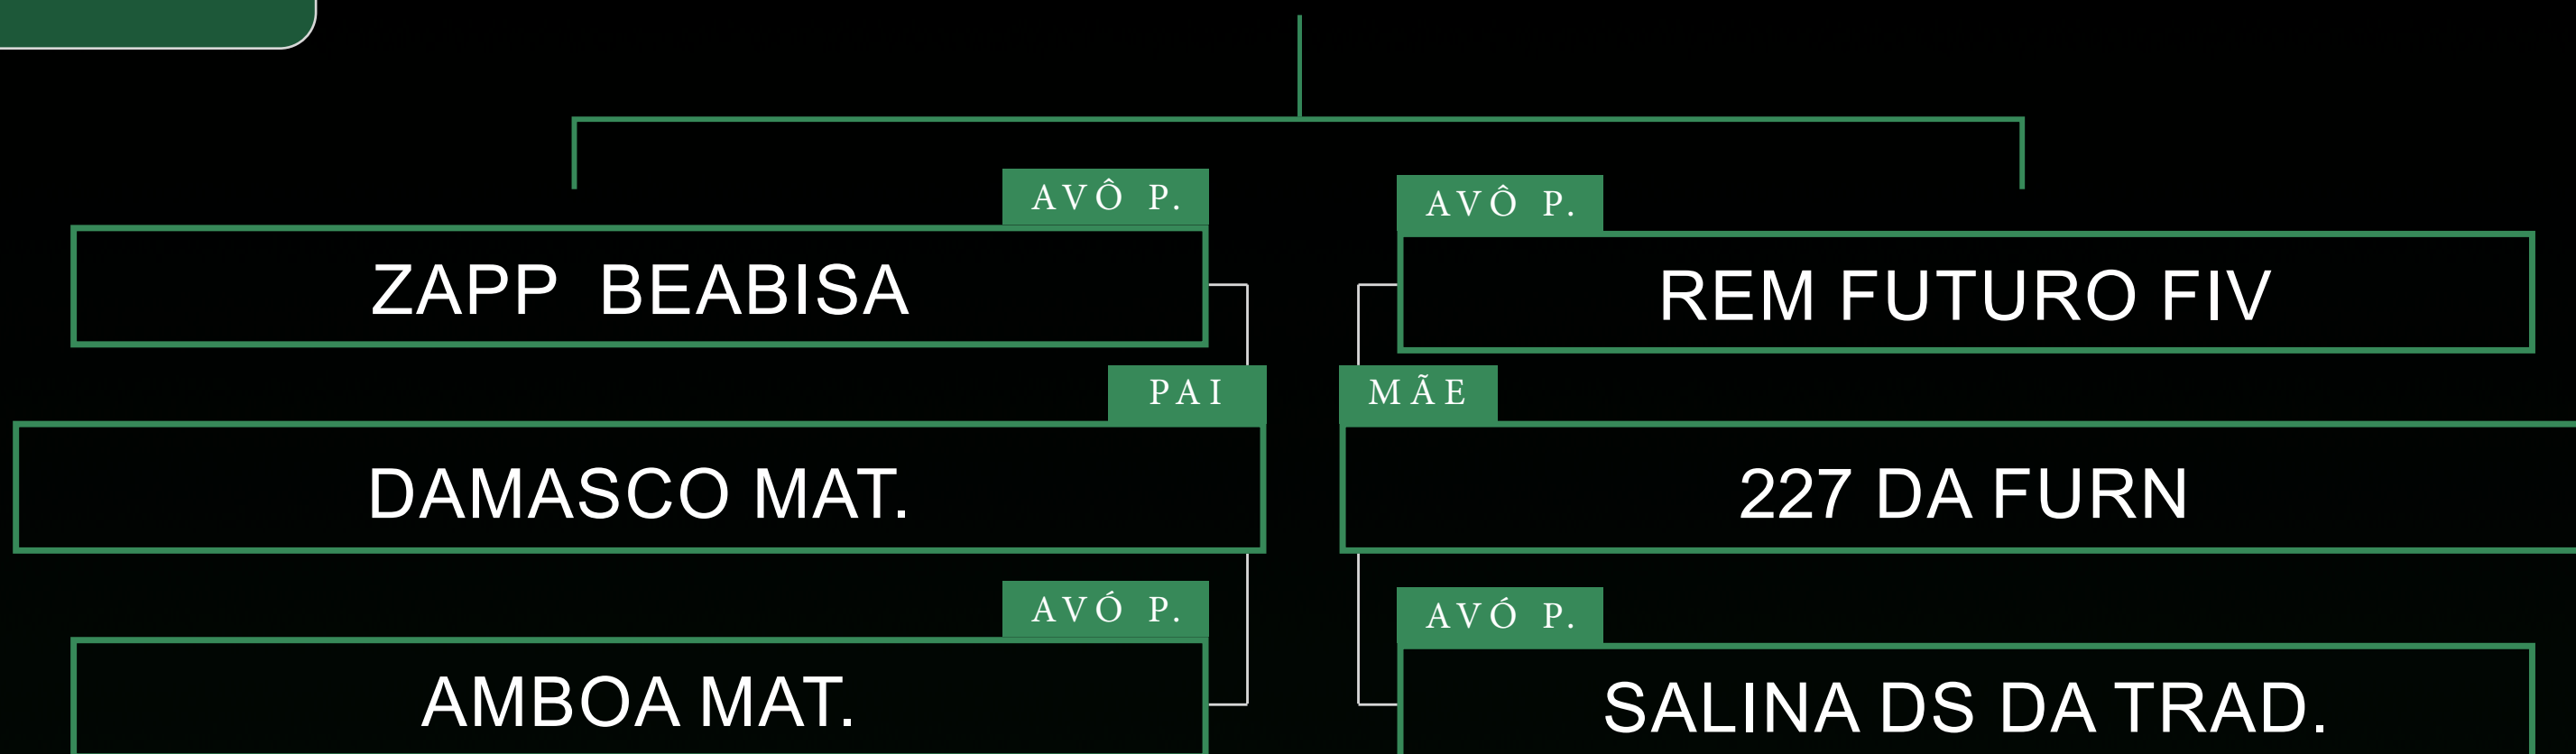 AVÔ P.
ZAPP BEABISA
PAI
DAMASCO MAT.
AVÓ P.
AMBOA MAT.
AVÔ P.
REM FUTURO FIV
MÃE
227 DA FURN
AVÓ P.
SALINA DS DA TRAD.